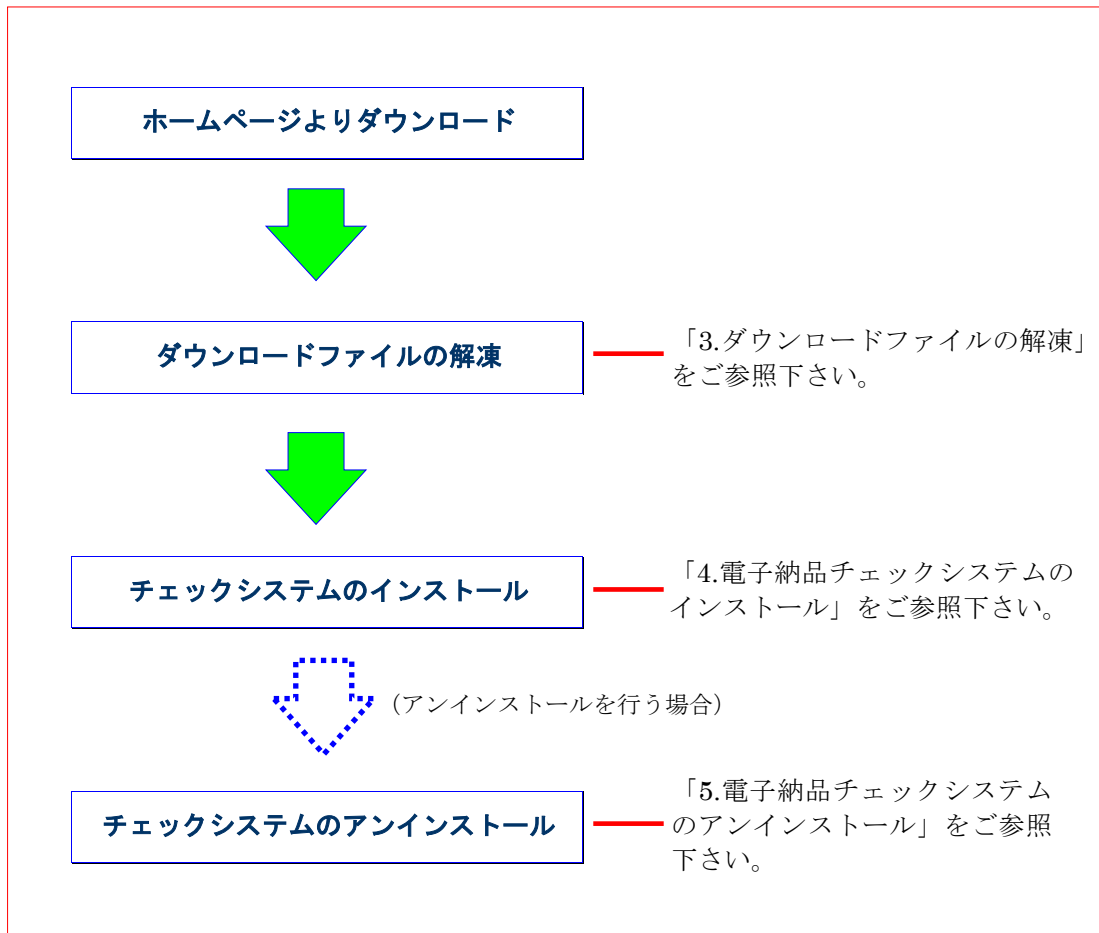 ホームページよりダウンロード
ダウンロードファイルの解凍
「3.ダウンロードファイルの解凍」
をご参照下さい。
チェックシステムのインストール
「4.電子納品チェックシステムの
インストール」をご参照下さい。
（アンインストールを行う場合）
チェックシステムのアンインストール
「5.電子納品チェックシステム
のアンインストール」をご参照
下さい。